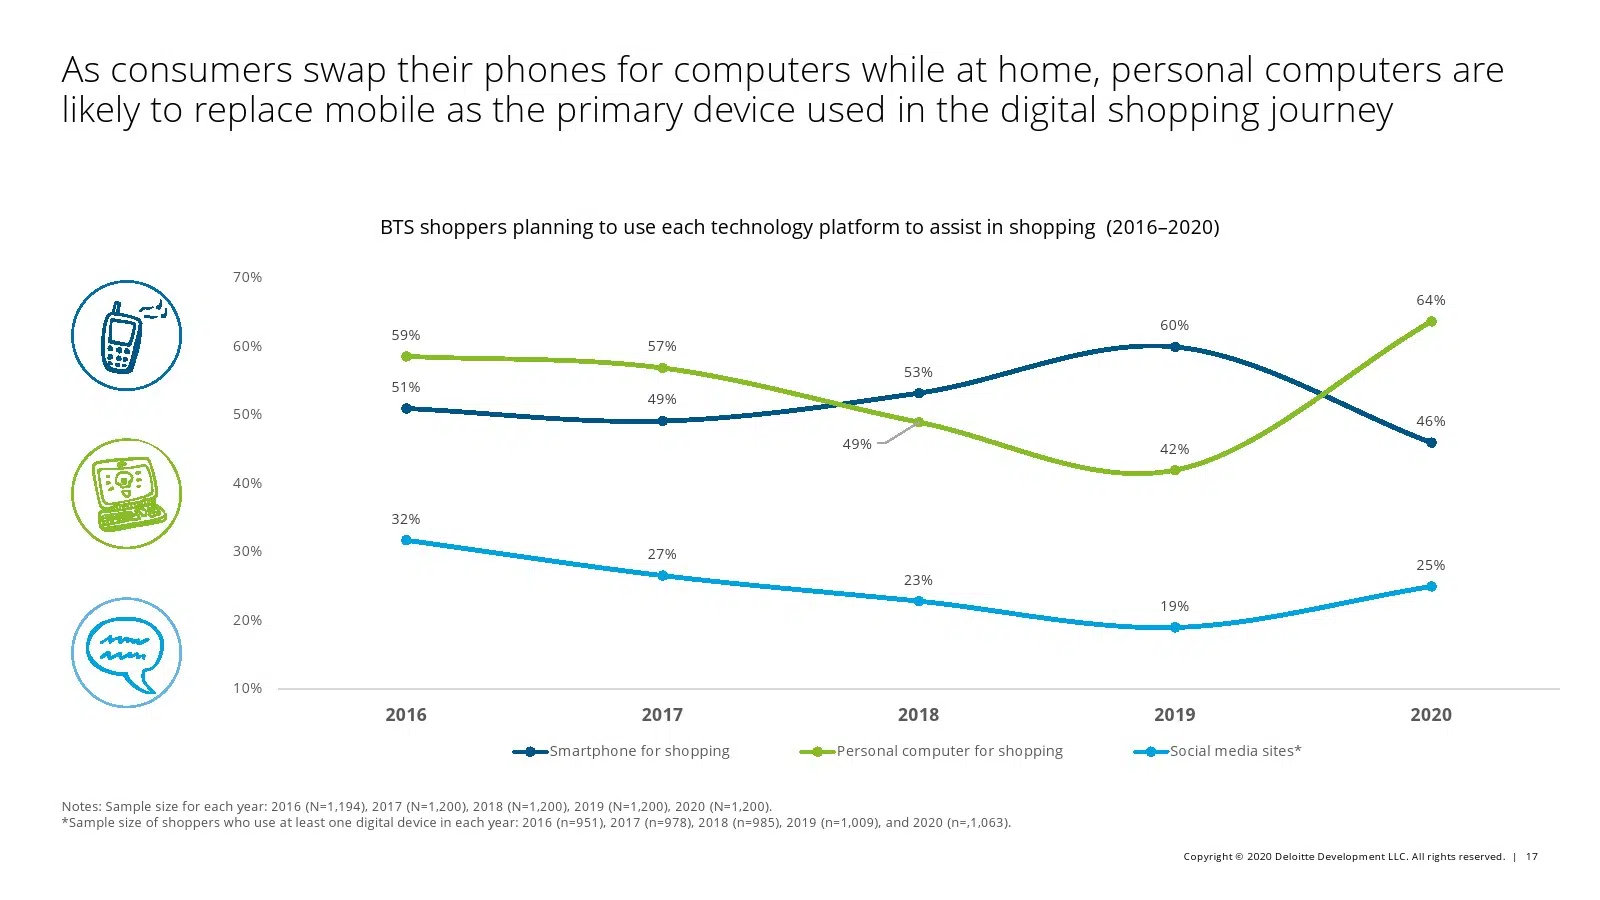 As consumers swap their phones for computers while at home, personal computers are
likely to replace mobile as the primary device used in the digital shopping journey
BTS shoppers planning to use each technology platform to assist in shopping (2016–2020)
70%
60%
50%
40%
30%
20%
10%
59%
57%
49%
42%
64%
51%
49%
53%
60%
46%
32%
27%
23%
19%
25%
2016 2017 2018 2019 2020
Smartphone for shopping Personal computer for shopping Social media sites*
Notes: Sample size for each year: 2016 (N=1,194), 2017 (N=1,200), 2018 (N=1,200), 2019 (N=1,200), 2020 (N=1,200).
*Sample size of shoppers who use at least one digital device in each year: 2016 (n=951), 2017 (n=978), 2018 (n=985), 2019 (n=1,009), and 2020 (n=,1,063).
Copyright © 2020 Deloitte Development LLC. All rights reserved. | 17